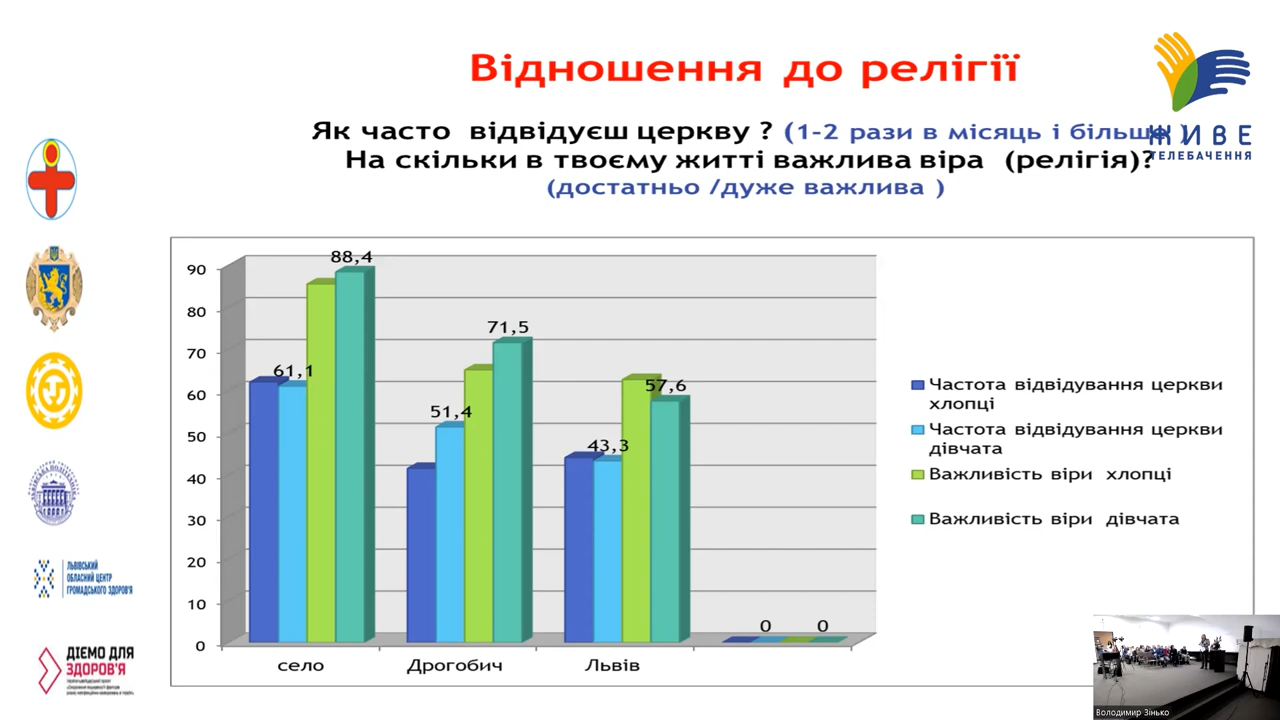 Відношення до релігії
Як часто відвідуєш церкву ? (1-2 рази в місяць і більше )
На скільки в твоєму житті важлива віра (релігія)?
(достатньо /дуже важлива )
ЖИВЕ
ТЕЛЕБАЧЕННЯ
90
80
70
60
50
40
30
20
10
0
88,4
61,1
71,5
51,4
57,6
43,3
0
0
село
Дрогобич
Львів
Частота відвідування церкви
хлопці
Частота відвідування церкви
дівчата
Важливість віри хлопці
Важливість віри дівчата
ЛЬВІВСЬКИЙ
ОБЛАСНИЙ ЦЕНТР
ГРОМАДСЬКОГО ЗДОРОВ'Я
ДІЄМО ДЛЯ
ЗДОРОВ'Я
Володимир Зінько